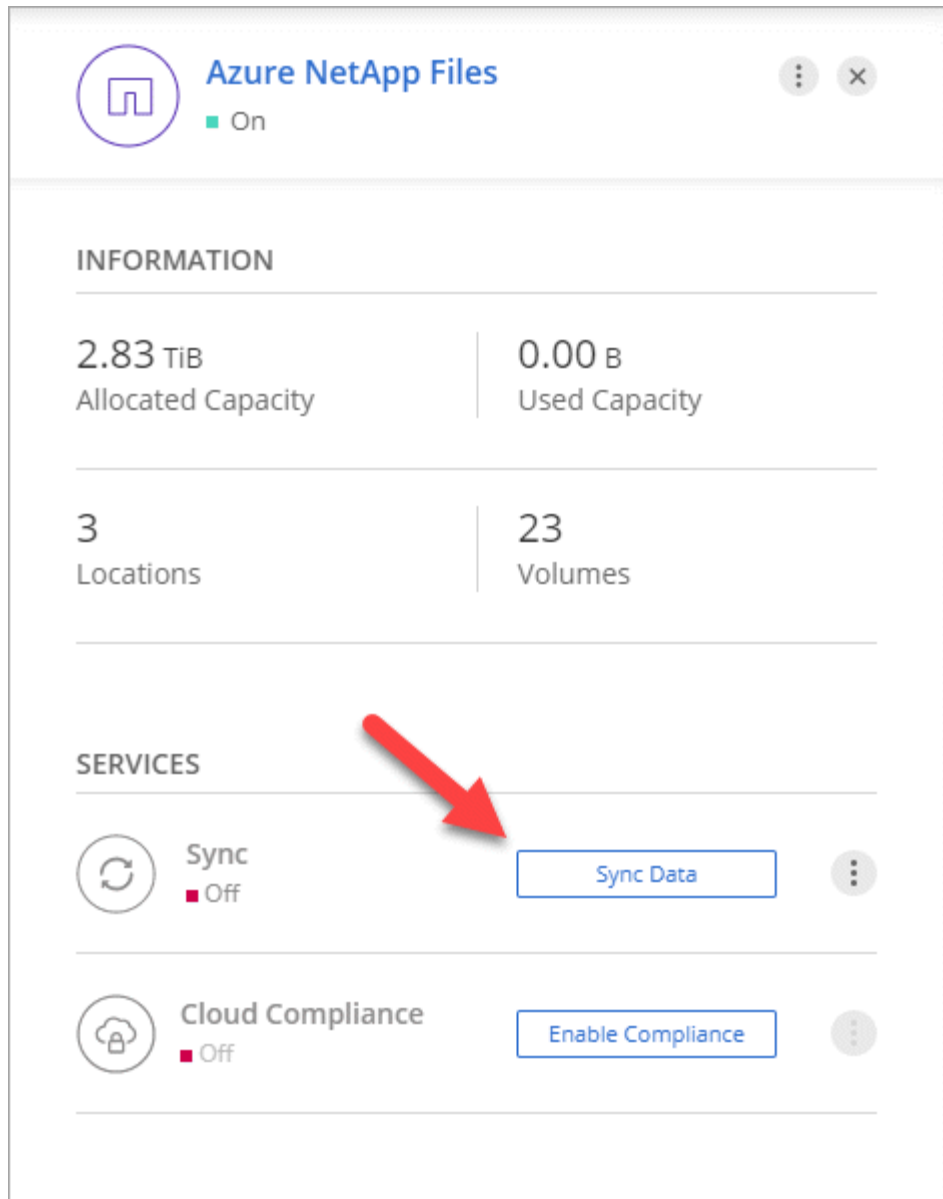 Azure NetApp Files
On
INFORMATION
2.83 TiB
Allocated Capacity
0.00 B
Used Capacity
3
Locations
23
Volumes
SERVICES
Sync
Off
Sync Data
Cloud Compliance
Off
Enable Compliance